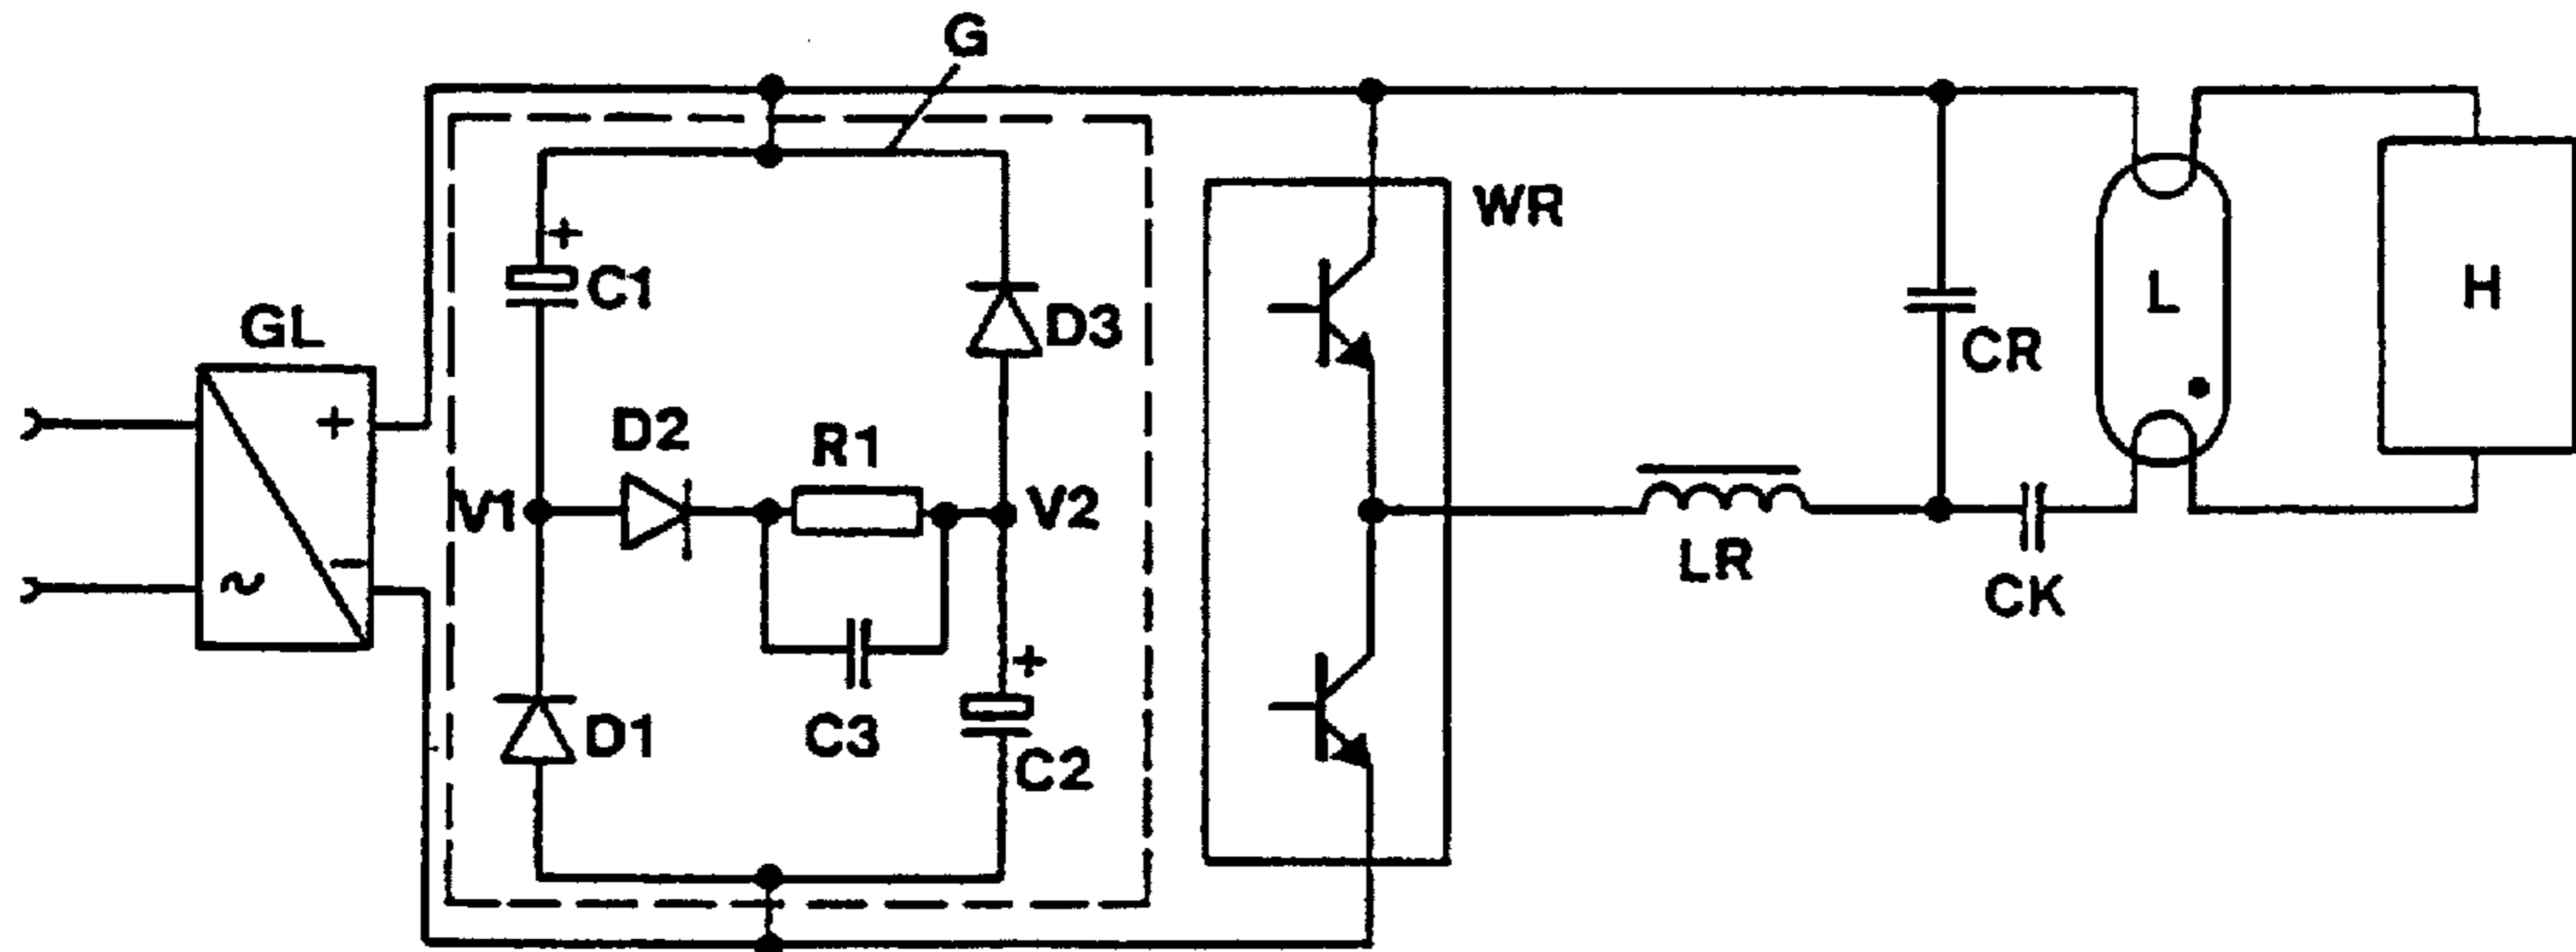 G
WR
+
C1
GL
D3
CR
L
H
+
D2
R1
V1
V2
−
~
LR
CK
+
D1
C3
C2